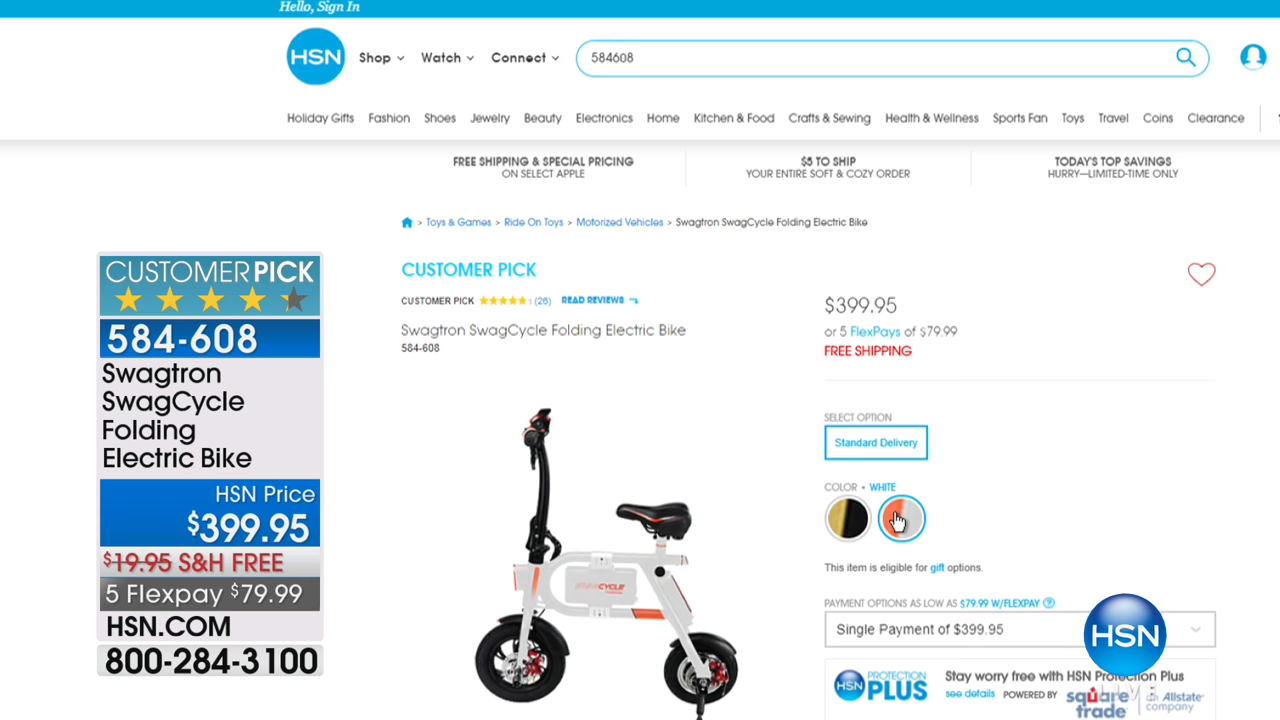 Hello, Sign In
HSN
Shop
Watch
Connect
584608
Holiday Gifts
Fashion
Shoes
Jewelry
Beauty
Electronics
Home
Kitchen & Food
Crafts & Sewing
Health & Wellness
Sports Fan
Toys
Travel
Coins
Clearance
FREE SHIPPING & SPECIAL PRICING
ON SELECT APPLE
$5 TO SHIP
YOUR ENTIRE SOFT & COZY ORDER
TODAY'S TOP SAVINGS
HURRY—LIMITED-TIME ONLY
> Toys & Games > Ride On Toys > Motorized Vehicles > Swagtron SwagCycle Folding Electric Bike
CUSTOMER PICK
584-608
Swagtron
SwagCycle
Folding
Electric Bike
HSN Price
$399.95
$19.95 S&H FREE
5 Flexpay $79.99
HSN.COM
800-284-3100
CUSTOMER PICK
CUSTOMER PICK (26) READ REVIEWS
Swagtron SwagCycle Folding Electric Bike
584-608
SWAGCYCLE
$399.95
or 5 FlexPays of $79.99
FREE SHIPPING
SELECT OPTION
Standard Delivery
COLOR • WHITE
This item is eligible for gift options.
PAYMENT OPTIONS AS LOW AS $79.99 W/FLEXPAY ?
Single Payment of $399.95
HSN
HSN PROTECTION PLUS
Stay worry free with HSN Protection Plus
see details POWERED BY
square trade
an Allstate company
LIVE